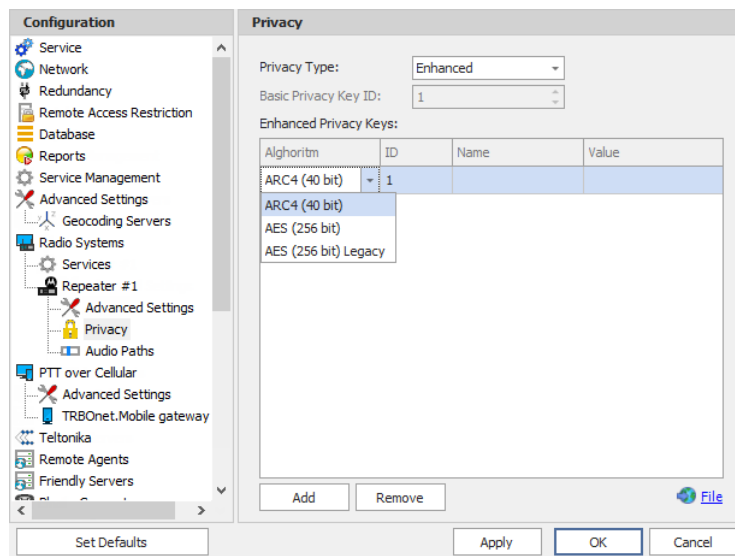 Configuration
Service
Network
Redundancy
Remote Access Restriction
Database
Reports
Service Management
Advanced Settings
Geocoding Servers
Radio Systems
Services
Repeater #1
Advanced Settings
Privacy
Audio Paths
PTT over Cellular
Advanced Settings
TRBOnet.Mobile gateway
Teltonika
Remote Agents
Friendly Servers
Set Defaults
Privacy
Privacy Type: Enhanced
Basic Privacy Key ID: 1
Enhanced Privacy Keys:
Alghoritm ID Name Value
ARC4 (40 bit) 1
ARC4 (40 bit)
AES (256 bit)
AES (256 bit) Legacy
Add Remove File
Apply OK Cancel